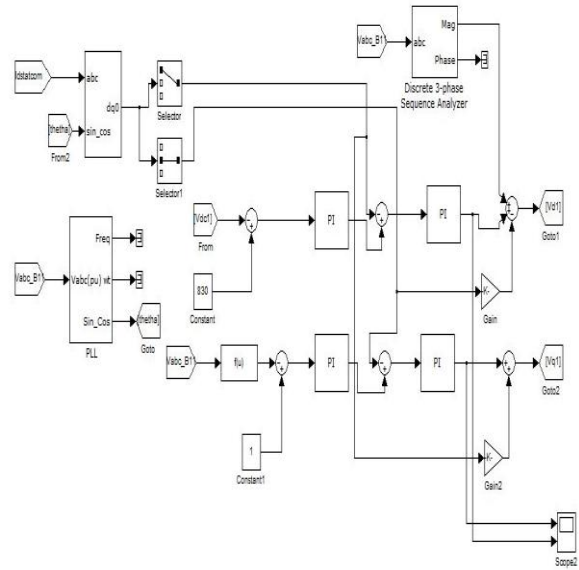 Vabc_B1
abc
Mag
Phase
Discrete 3-phase
Sequence Analyzer
Idstatcom
abc
sin_cos
dq0
[thetha]
From2
Selector
Selector1
[Vdc1]
From
PI
PI
[Vd1]
Goto1
830
Constant
Vabc_B1
Freq
Vabc(pu) wt
Sin_Cos
PLL
[thetha]
Goto
-K-
Gain
Vabc_B1
f(u)
PI
PI
[Vq1]
Goto2
1
Constant1
-K-
Gain2
Scope2